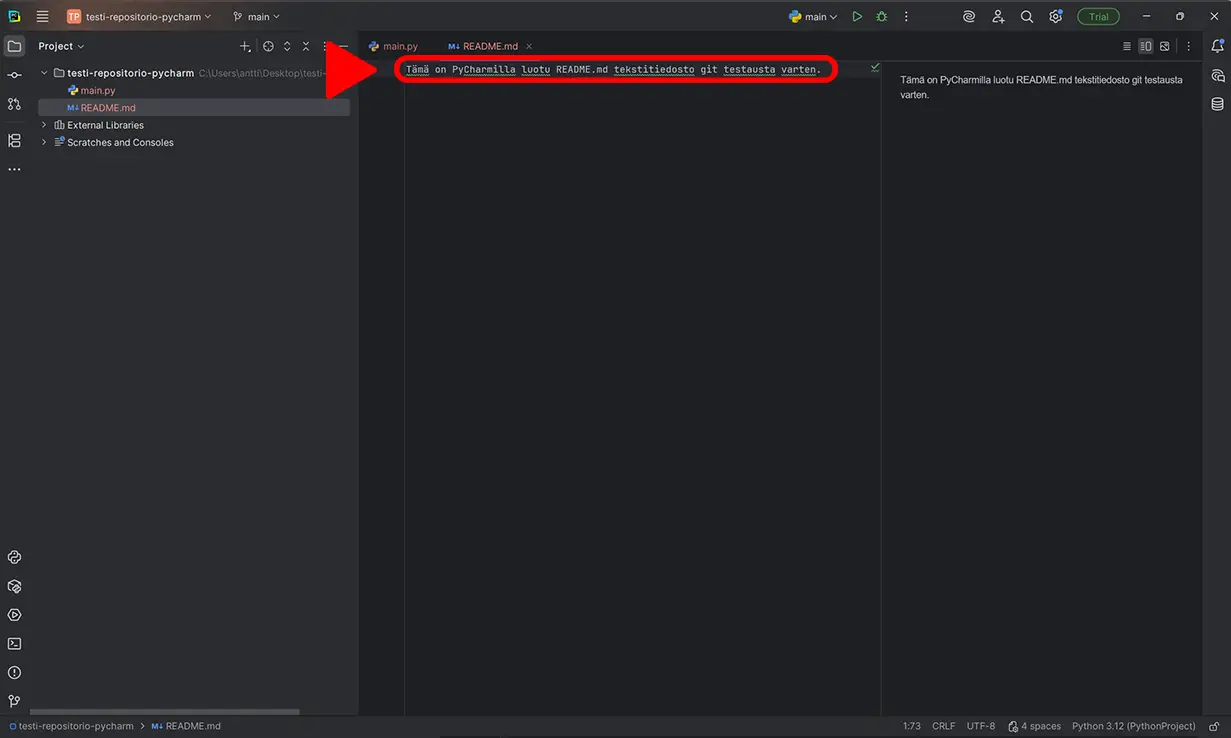 TP testi-repositorio-pycharm main main Trial
Project main.py M↓ README.md
testi-repositorio-pycharm C:\Users\antti\Desktop\testi-
main.py
M↓ README.md
External Libraries
Scratches and Consoles
Tämä on PyCharmilla luotu README.md tekstitiedosto git testausta varten.
Tämä on PyCharmilla luotu README.md tekstitiedosto git testausta
varten.
testi-repositorio-pycharm > M↓ README.md 1:73 CRLF UTF-8 4 spaces Python 3.12 (PythonProject)